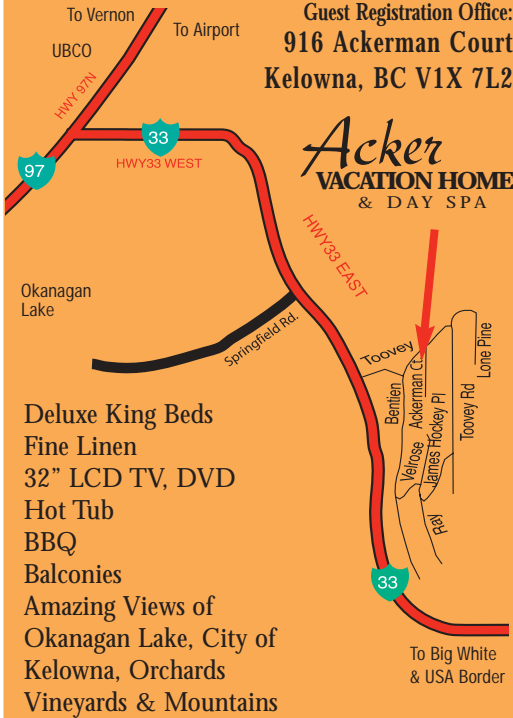 To Vernon
To Airport
UBCO
HWY 97N
97
33
HWY33 WEST
Guest Registration Office:
916 Ackerman Court
Kelowna, BC V1X 7L2
Acker
VACATION HOME
& DAY SPA
HWY33 EAST
Okanagan
Lake
Springfield Rd.
Toovey
Bentien
Ackerman Ct.
Velrose
James Hockey Pl
Toovey Rd
Lone Pine
Ray
33
To Big White
& USA Border
Deluxe King Beds
Fine Linen
32” LCD TV, DVD
Hot Tub
BBQ
Balconies
Amazing Views of
Okanagan Lake, City of
Kelowna, Orchards
Vineyards & Mountains